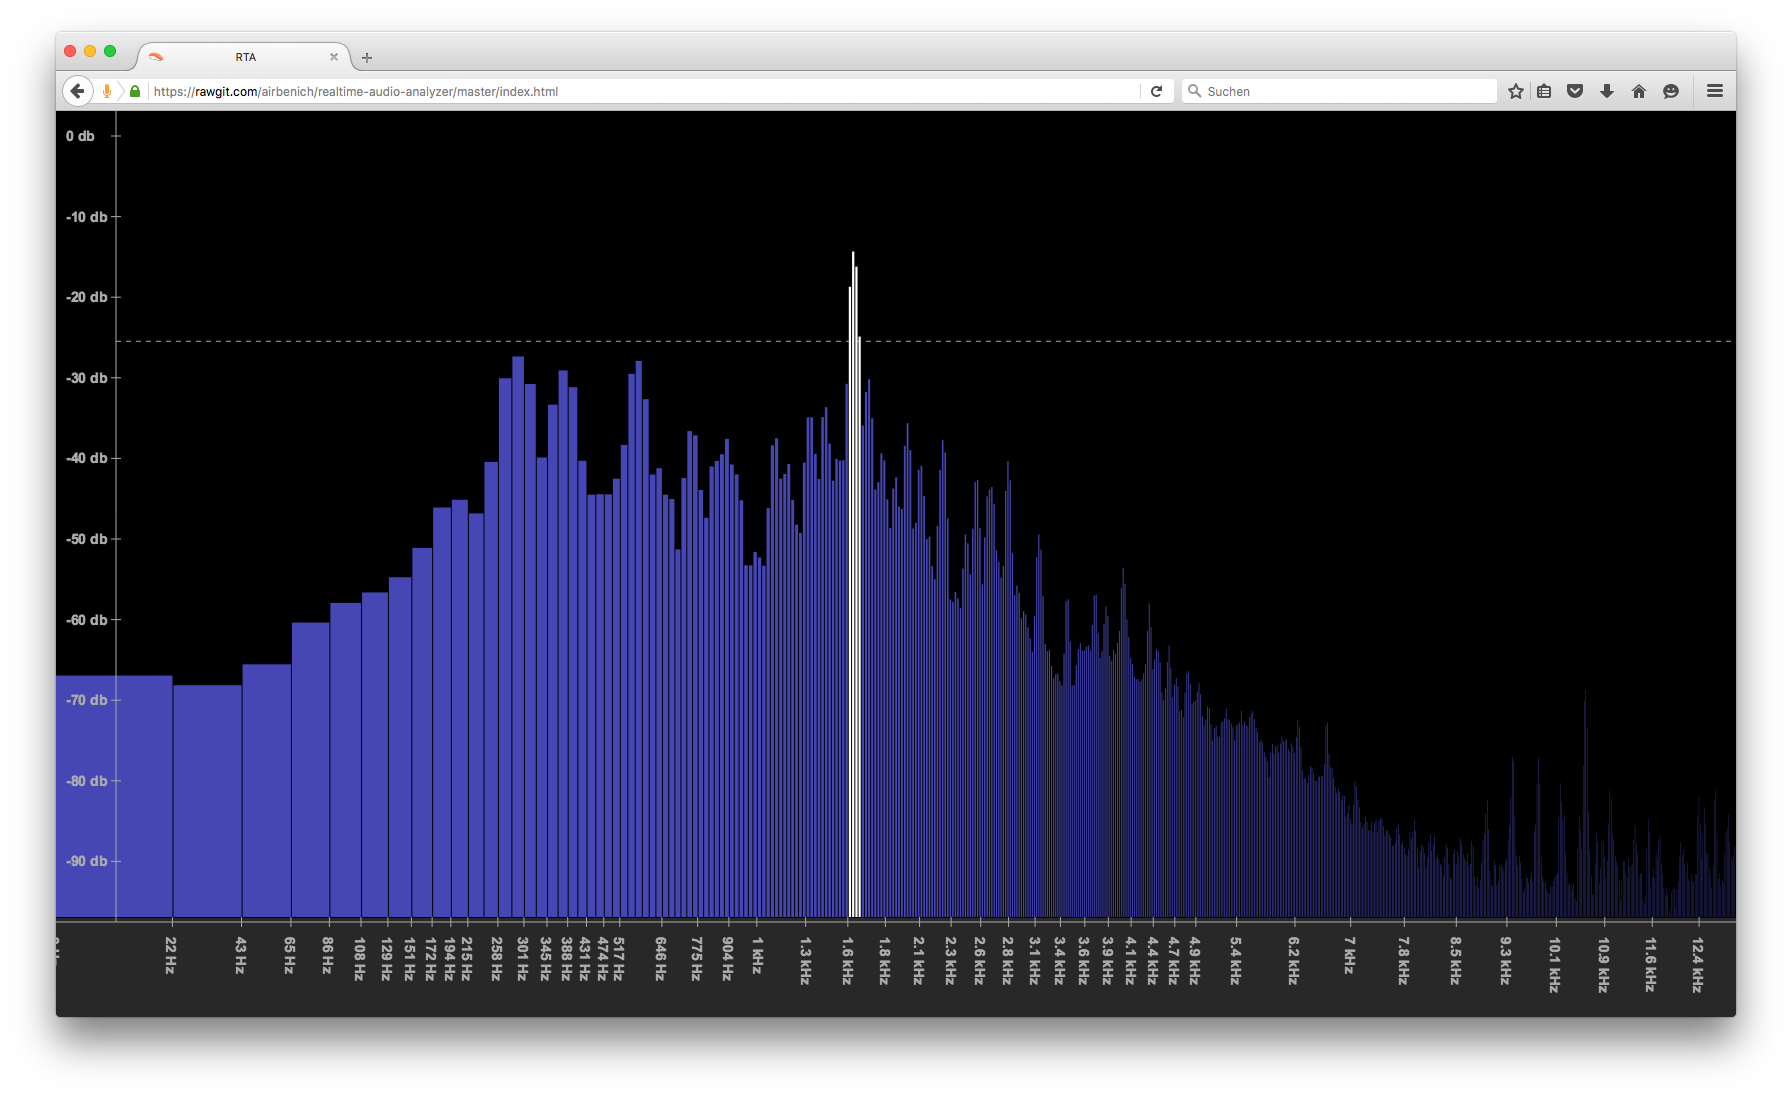 RTA
https://rawgit.com/airbenich/realtime-audio-analyzer/master/index.html
Suchen
0 db
-10 db
-20 db
-30 db
-40 db
-50 db
-60 db
-70 db
-80 db
-90 db
22 Hz
43 Hz
65 Hz
86 Hz
108 Hz
129 Hz
151 Hz
172 Hz
194 Hz
215 Hz
258 Hz
301 Hz
345 Hz
388 Hz
431 Hz
474 Hz
517 Hz
646 Hz
775 Hz
904 Hz
1 kHz
1.3 kHz
1.6 kHz
1.8 kHz
2.1 kHz
2.3 kHz
2.6 kHz
2.8 kHz
3.1 kHz
3.4 kHz
3.6 kHz
3.9 kHz
4.1 kHz
4.4 kHz
4.7 kHz
4.9 kHz
5.4 kHz
6.2 kHz
7 kHz
7.8 kHz
8.5 kHz
9.3 kHz
10.1 kHz
10.9 kHz
11.6 kHz
12.4 kHz